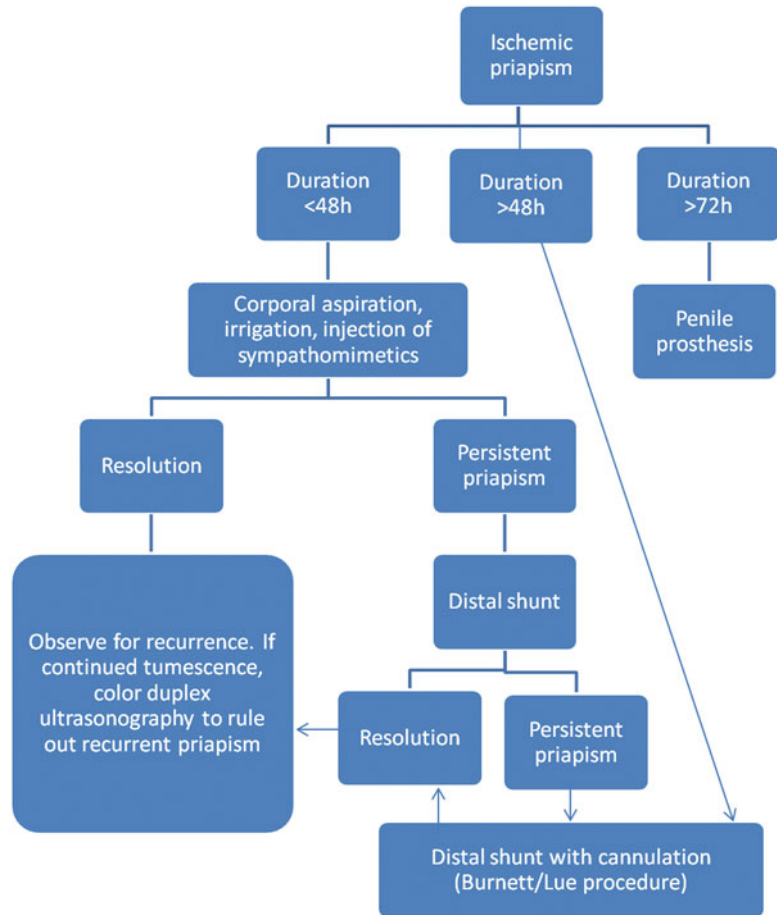 Ischemic
priapism
Duration
<48h
Duration
>48h
Duration
>72h
Corporal aspiration,
irrigation, injection of
sympathomimetics
Penile
prosthesis
Resolution
Persistent
priapism
Observe for recurrence. If
continued tumescence,
color duplex
ultrasonography to rule
out recurrent priapism
Distal shunt
Resolution
Persistent
priapism
Distal shunt with cannulation
(Burnett/Lue procedure)